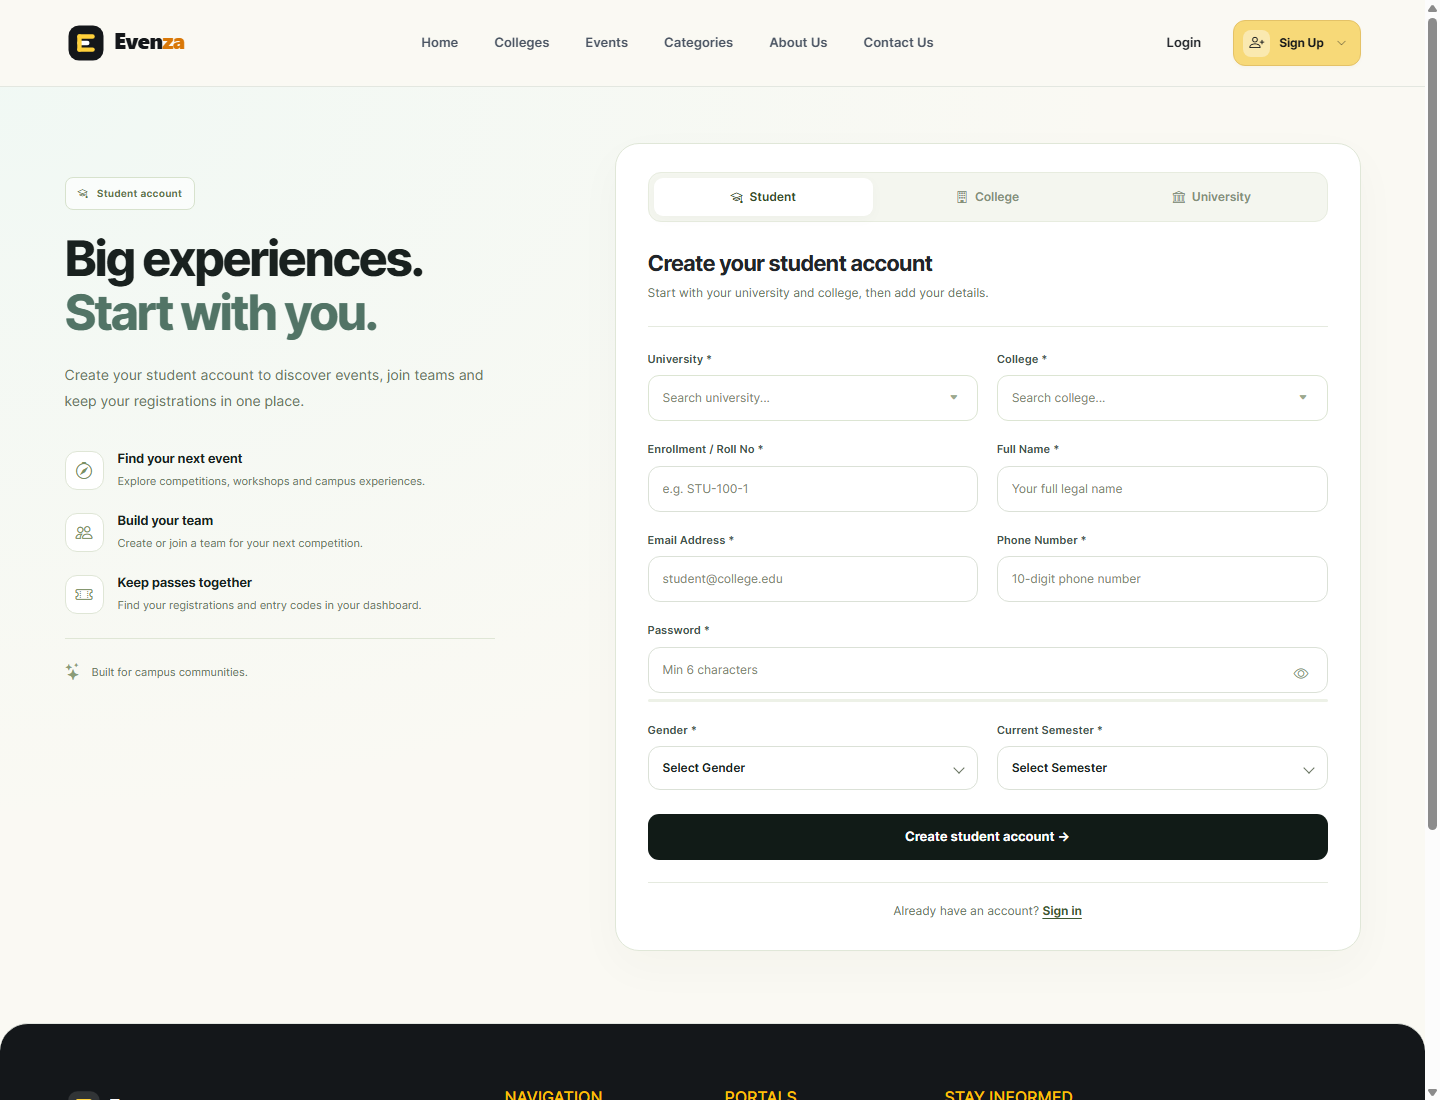 Evenza
Home
Colleges
Events
Categories
About Us
Contact Us
Login
Sign Up
Student account
Big experiences.
Start with you.
Create your student account to discover events, join teams and
keep your registrations in one place.
Find your next event
Explore competitions, workshops and campus experiences.
Build your team
Create or join a team for your next competition.
Keep passes together
Find your registrations and entry codes in your dashboard.
Built for campus communities.
Student
College
University
Create your student account
Start with your university and college, then add your details.
University *
College *
Search university...
Search college...
Enrollment / Roll No *
Full Name *
e.g. STU-100-1
Your full legal name
Email Address *
Phone Number *
student@college.edu
10-digit phone number
Password *
Min 6 characters
Gender *
Current Semester *
Select Gender
Select Semester
Create student account →
Already have an account? Sign in
NAVIGATION
PORTALS
STAY INFORMED